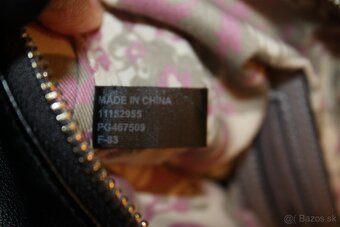 MADE IN CHINA
11152955
PG467509
F-83
Bazos.sk